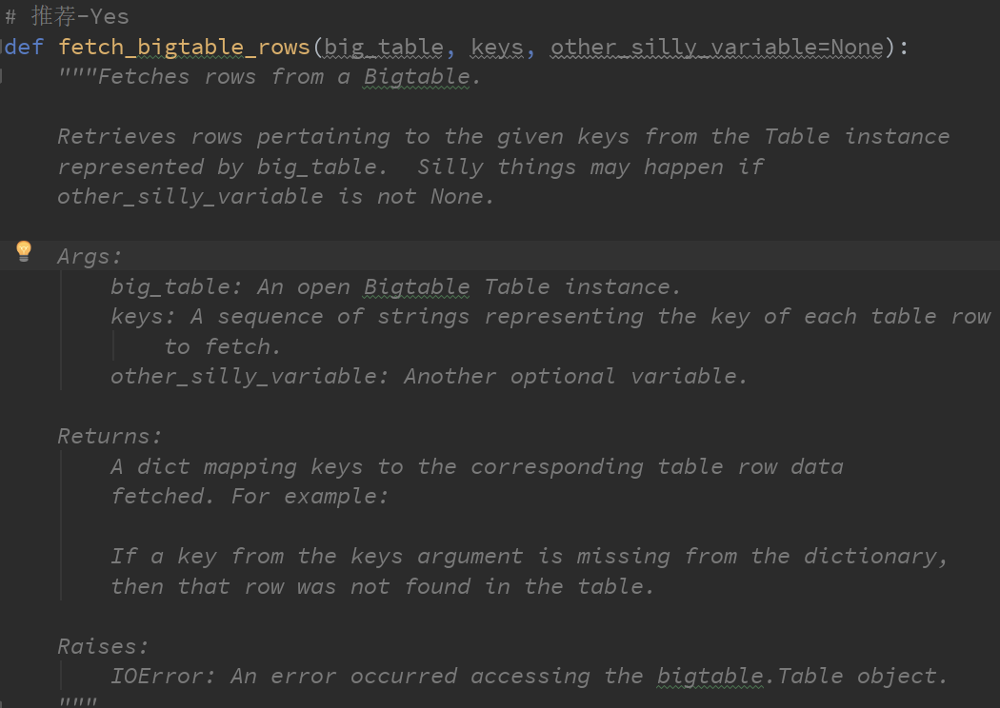 # 推荐-Yes
def fetch_bigtable_rows(big_table, keys, other_silly_variable=None):
"""Fetches rows from a Bigtable.
Retrieves rows pertaining to the given keys from the Table instance
represented by big_table.  Silly things may happen if
other_silly_variable is not None.
Args:
big_table: An open Bigtable Table instance.
keys: A sequence of strings representing the key of each table row
to fetch.
other_silly_variable: Another optional variable.
Returns:
A dict mapping keys to the corresponding table row data
fetched. For example:
If a key from the keys argument is missing from the dictionary,
then that row was not found in the table.
Raises:
IOError: An error occurred accessing the bigtable.Table object.
"""